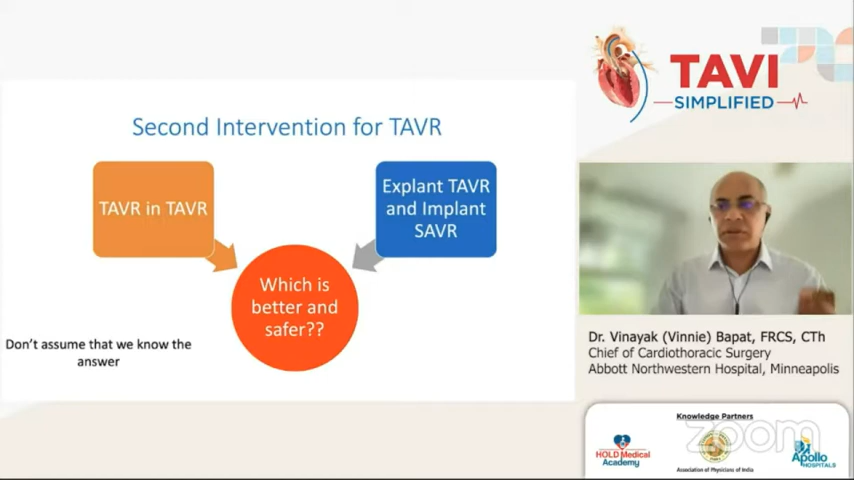 Second Intervention for TAVR
TAVR in TAVR
Explant TAVR
and Implant
SAVR
Which is
better and
safer??
Don't assume that we know the
answer
TAVI
SIMPLIFIED
Dr. Vinayak (Vinnie) Bapat, FRCS, CTh
Chief of Cardiothoracic Surgery
Abbott Northwestern Hospital, Minneapolis
Knowledge Partners
zoom
HOLD Medical
Academy
Association of Physicians of India
Apollo
HOSPITALS